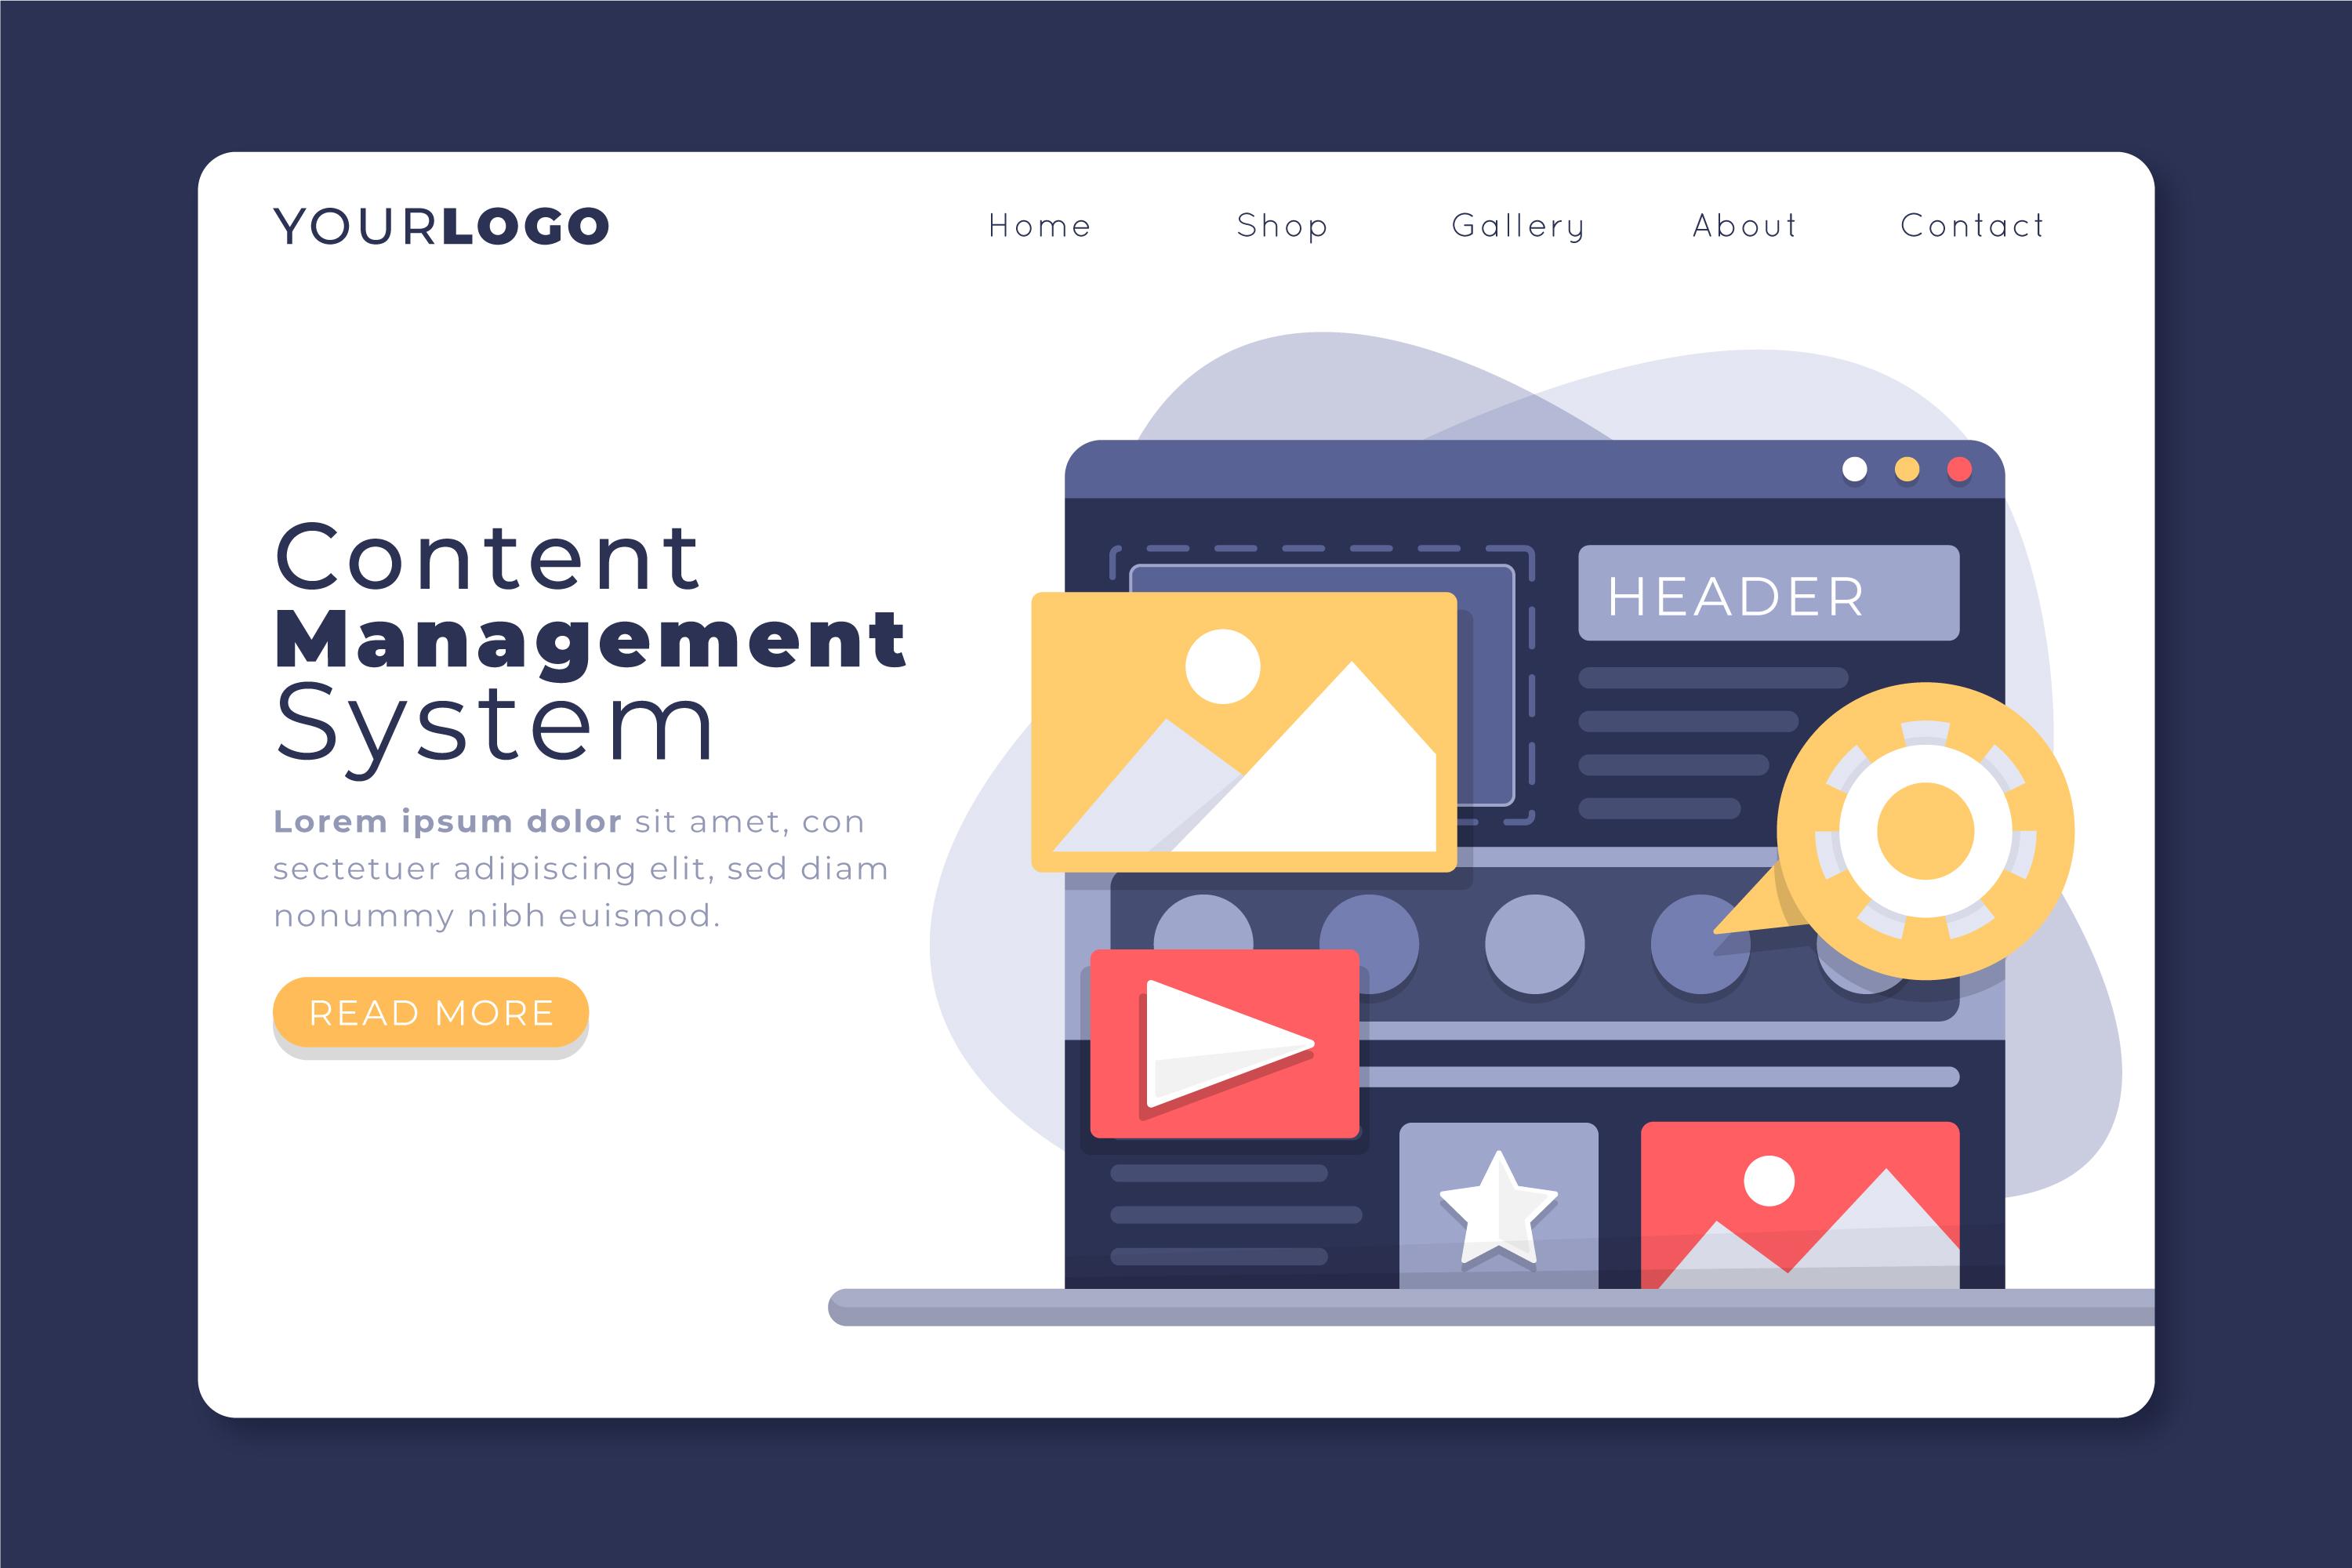 YOURLOGO
Home Shop Gallery About Contact
Content
Management
System
Lorem ipsum dolor sit amet, con
sectetuer adipiscing elit, sed diam
nonummy nibh euismod.
READ MORE
HEADER